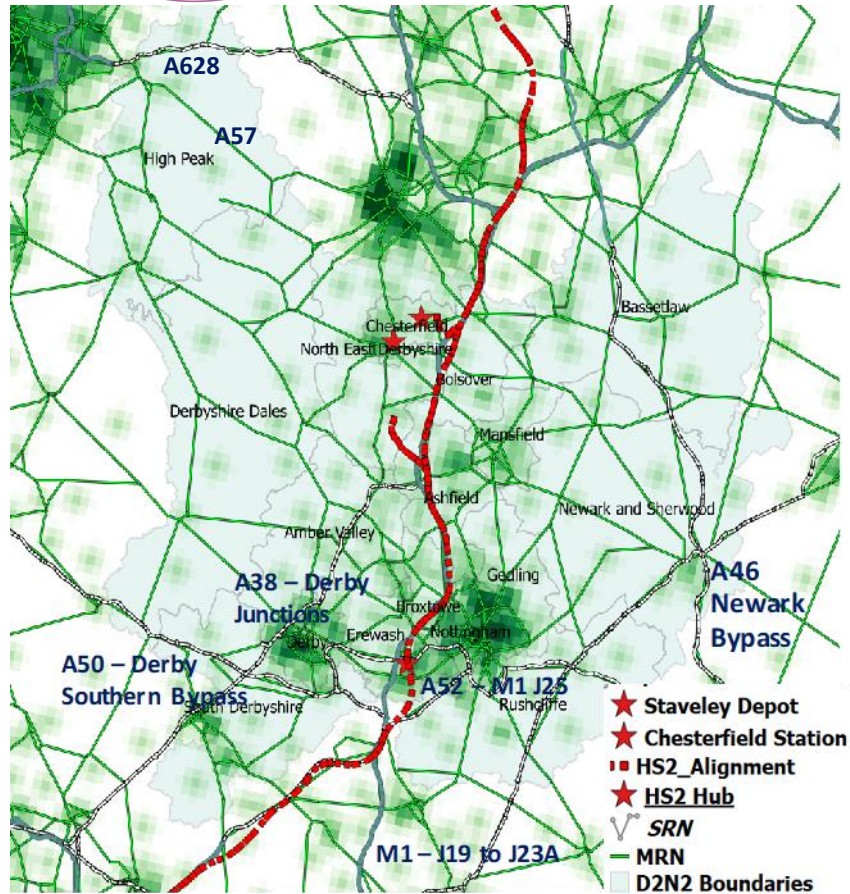 A628
A57
High Peak
Bassetlaw
Chesterfield
North East Derbyshire
Bolsover
Derbyshire Dales
Mansfield
Ashfield
Newark and Sherwood
Amber Valley
A38 – Derby
Junctions
Gedling
A46
Newark
Bypass
Broxtowe
Erewash
Nottingham
Derby
A50 – Derby
Southern Bypass
A52 – M1 J25
South Derbyshire
Rushcliffe
M1 – J19 to J23A
Staveley Depot
Chesterfield Station
HS2_Alignment
HS2 Hub
SRN
MRN
D2N2 Boundaries